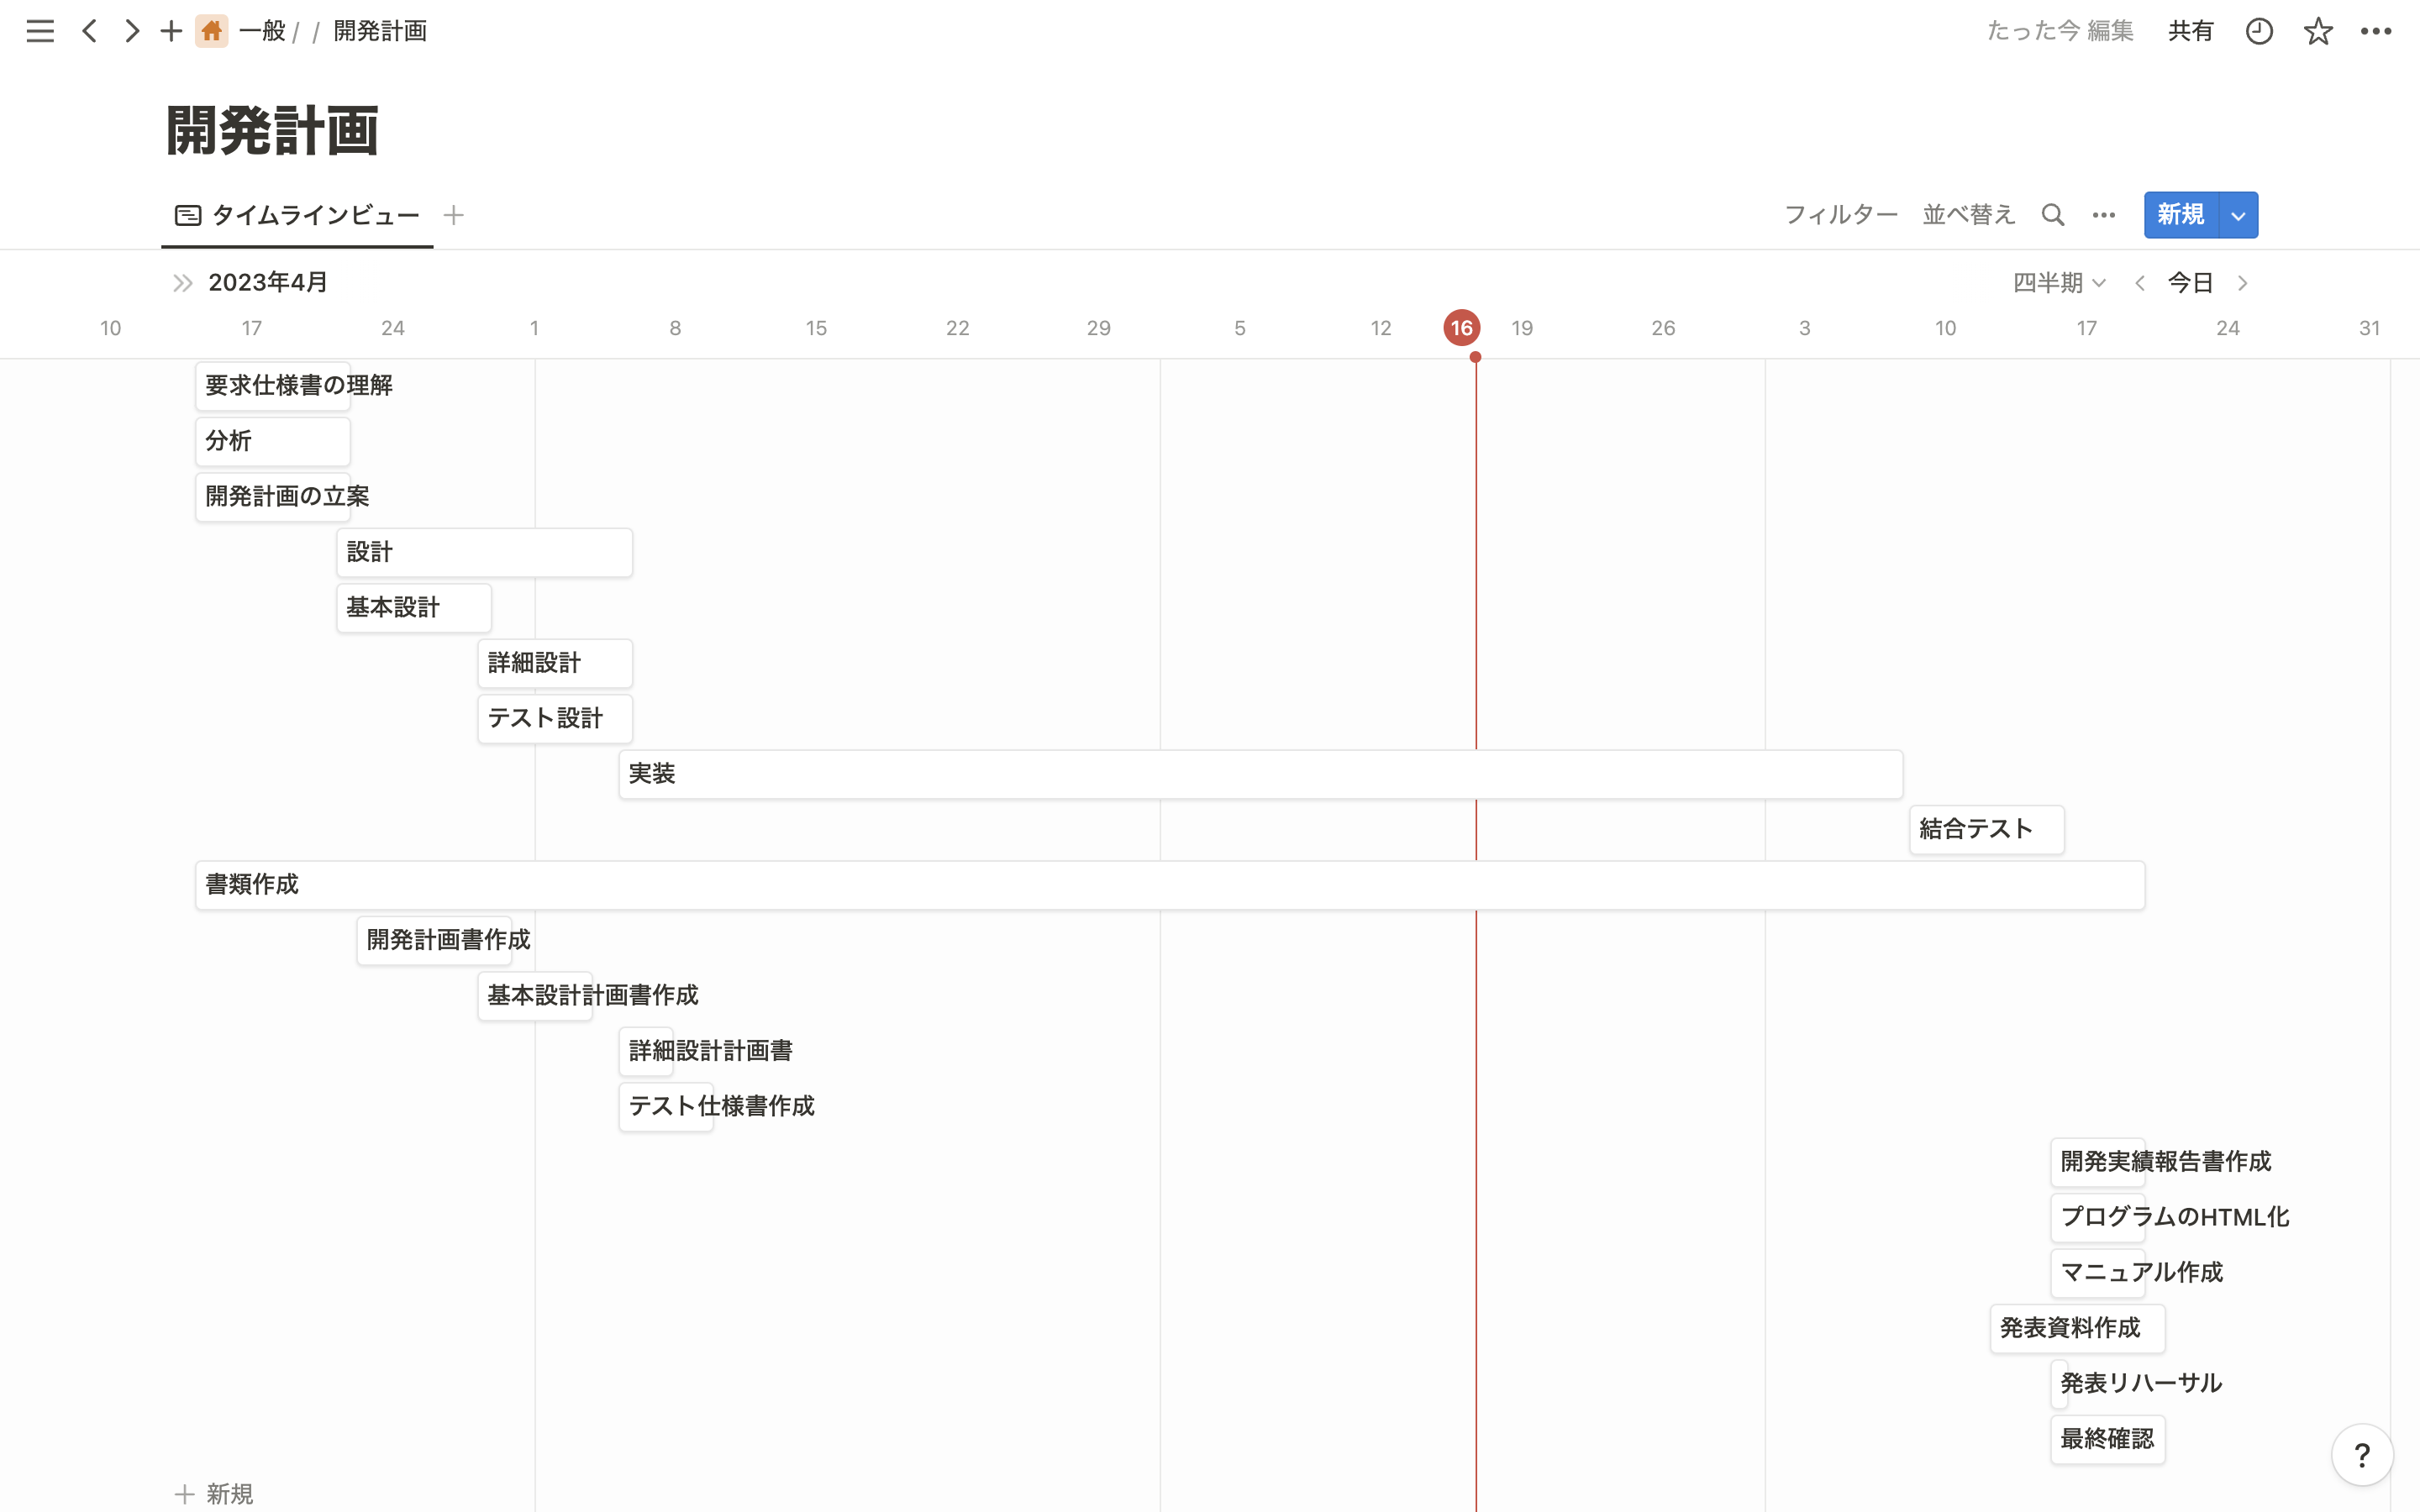 一般 / / 開発計画
たった今 編集 共有
開発計画
タイムラインビュー
フィルター 並べ替え 新規
2023年4月
四半期 今日
10 17 24 1 8 15 22 29 5 12 16 19 26 3 10 17 24 31
要求仕様書の理解
分析
開発計画の立案
設計
基本設計
詳細設計
テスト設計
実装
結合テスト
書類作成
開発計画書作成
基本設計計画書作成
詳細設計計画書
テスト仕様書作成
開発実績報告書作成
プログラムのHTML化
マニュアル作成
発表資料作成
発表リハーサル
最終確認
?
新規